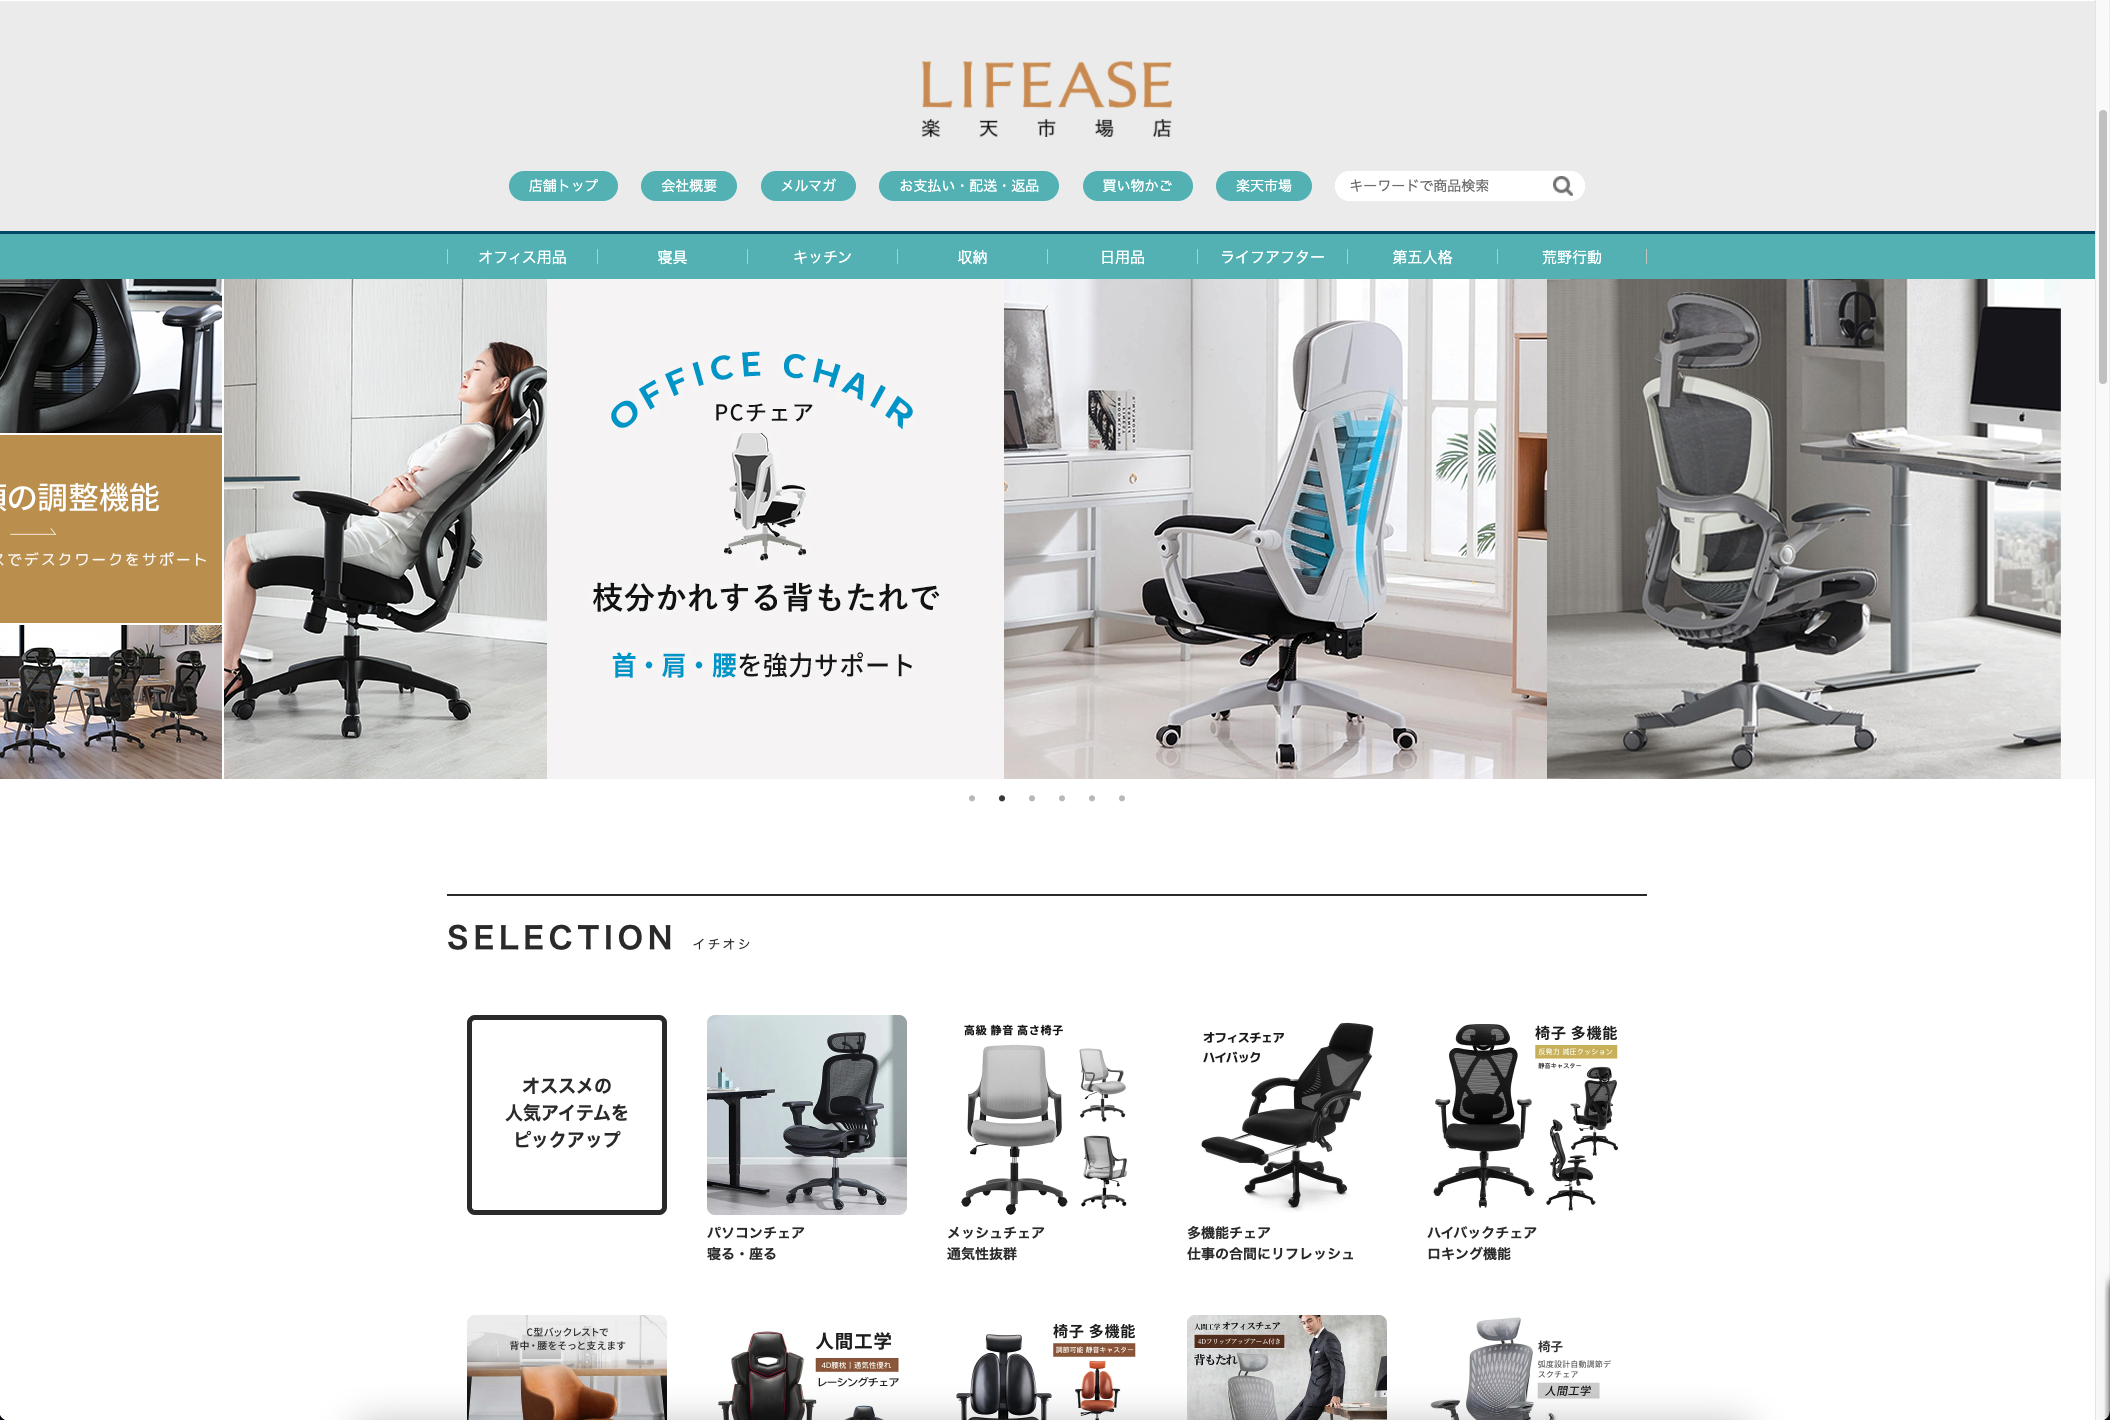 LIFEASE
楽天市場店
店舗トップ
会社概要
メルマガ
お支払い・配送・返品
買い物かご
楽天市場
キーワードで商品検索
オフィス用品
寝具
キッチン
収納
日用品
ライフアフター
第五人格
荒野行動
の調整機能
でデスクワークをサポート
OFFICE CHAIR
PCチェア
枝分かれする背もたれで
首・肩・腰を強力サポート
SELECTION イチオシ
オススメの
人気アイテムを
ピックアップ
高級 静音 高さ椅子
オフィスチェア
ハイバック
椅子 多機能
反発力 減圧クッション
静音キャスター
パソコンチェア
寝る・座る
メッシュチェア
通気性抜群
多機能チェア
仕事の合間にリフレッシュ
ハイバックチェア
ロキング機能
C型バックレストで
背中・腰をそっと支えます
人間工学
4D腰枕｜通気性優れ
レーシングチェア
椅子 多機能
調節可能 静音キャスター
人間工学 オフィスチェア
4Dフリップアップアーム付き
背もたれ
椅子
弧度設計自動調節デ
スクチェア
人間工学